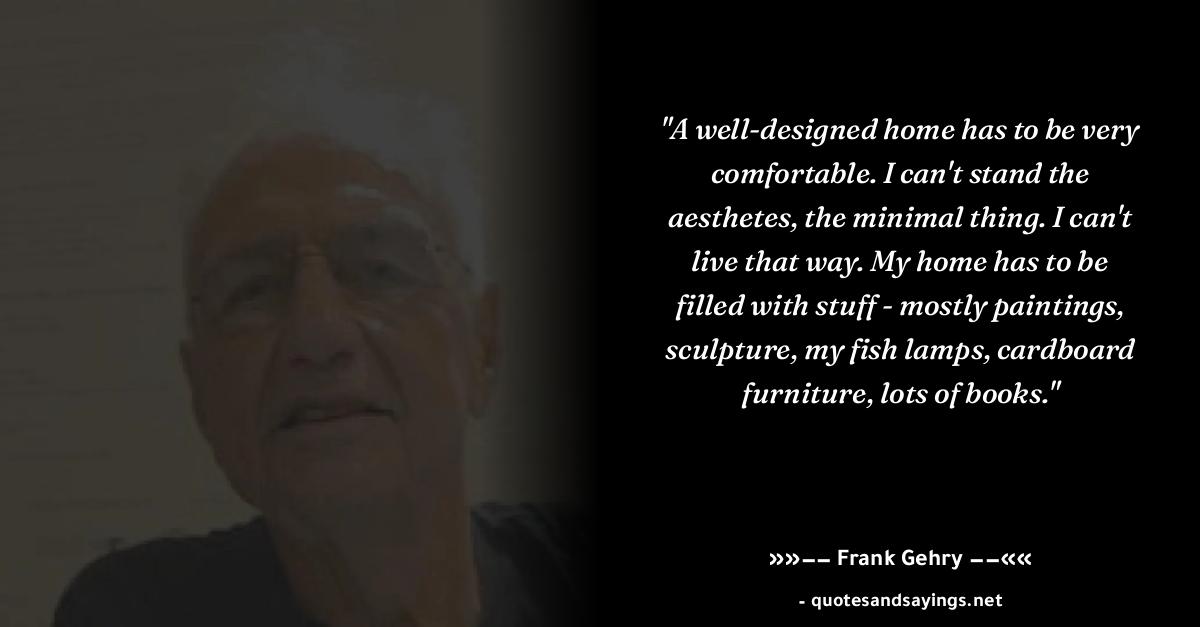 "A well-designed home has to be very
comfortable. I can't stand the
aesthetes, the minimal thing. I can't
live that way. My home has to be
filled with stuff - mostly paintings,
sculpture, my fish lamps, cardboard
furniture, lots of books."
»»–– Frank Gehry ––««
- quotesandsayings.net